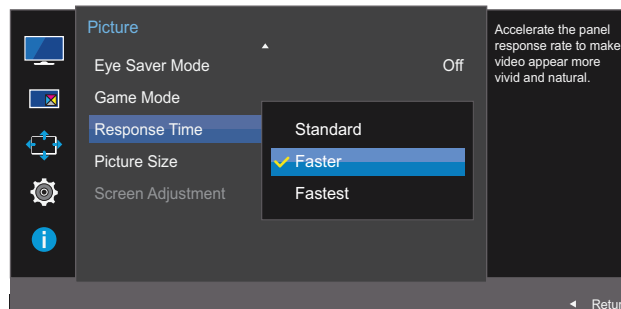 Picture
Eye Saver Mode Off
Game Mode
Response Time Standard
Picture Size Faster
Screen Adjustment Fastest
Accelerate the panel
response rate to make
video appear more
vivid and natural.
Retur